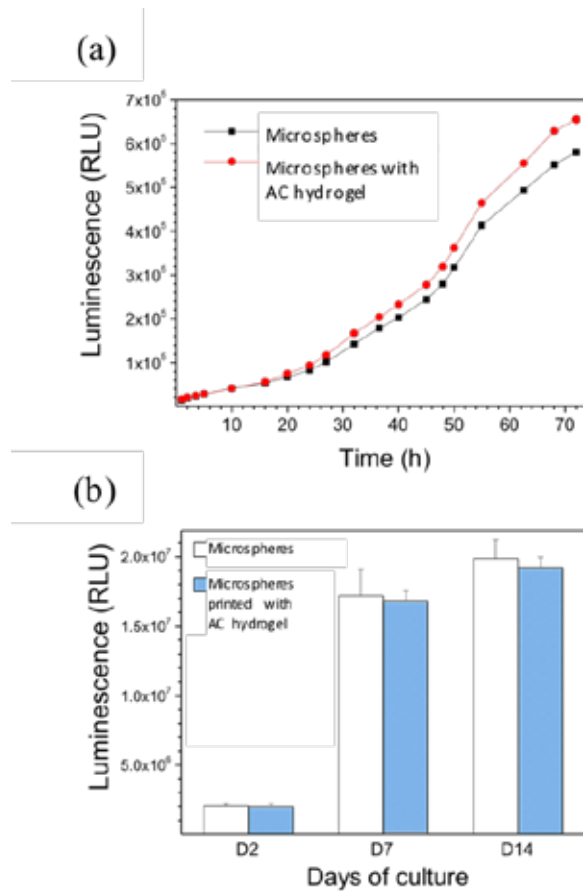 (a)
Luminescence (RLU)
7x10⁵
6x10⁵
5x10⁵
4x10⁵
3x10⁵
2x10⁵
1x10⁵
Microspheres
Microspheres with
AC hydrogel
10 20 30 40 50 60 70
Time (h)
(b)
Luminescence (RLU)
2.0x10⁷
1.5x10⁷
1.0x10⁷
5.0x10⁶
Microspheres
Microspheres
printed with
AC hydrogel
D2 D7 D14
Days of culture